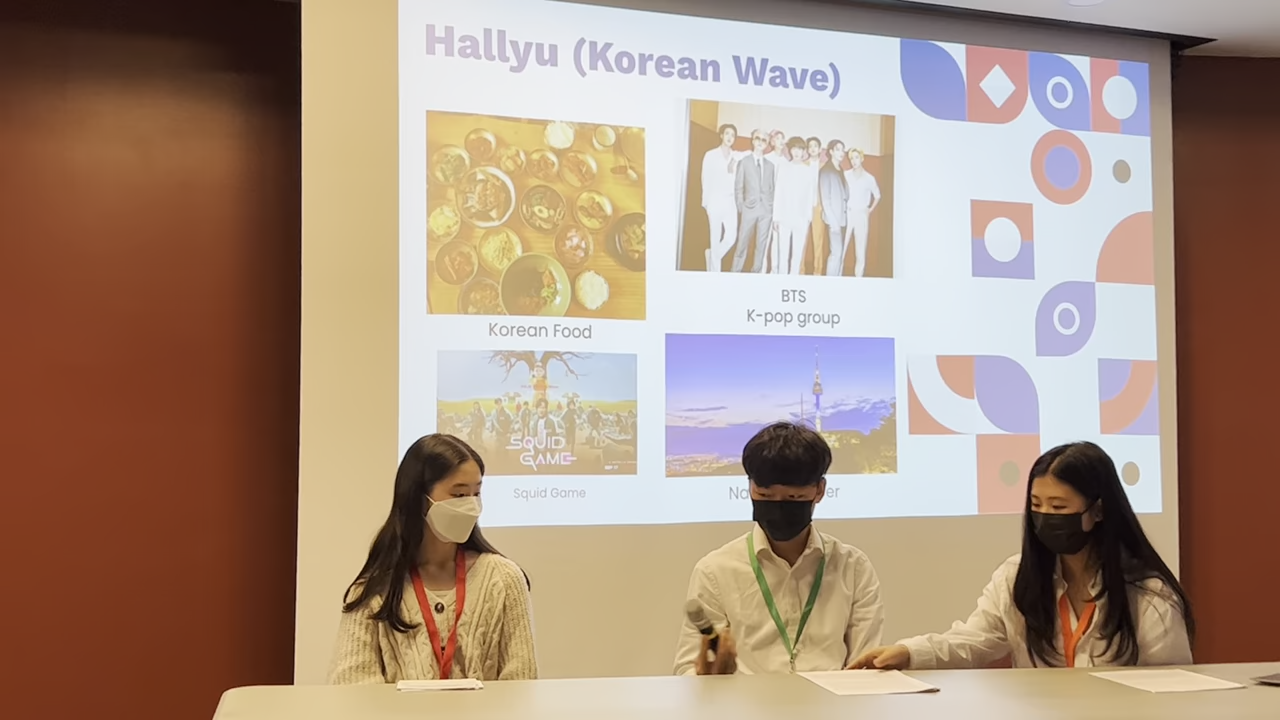 Hallyu (Korean Wave)
Korean Food
BTS
K-pop group
SQUID
GAME
Squid Game